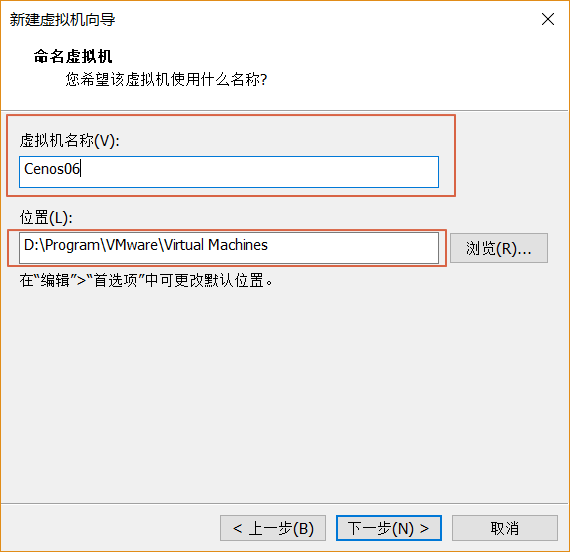 新建虚拟机向导
命名虚拟机
您希望该虚拟机使用什么名称?
虚拟机名称(V):
Cenos06
位置(L):
D:\Program\VMware\Virtual Machines
浏览(R)...
在“编辑”>“首选项”中可更改默认位置。
< 上一步(B)
下一步(N) >
取消